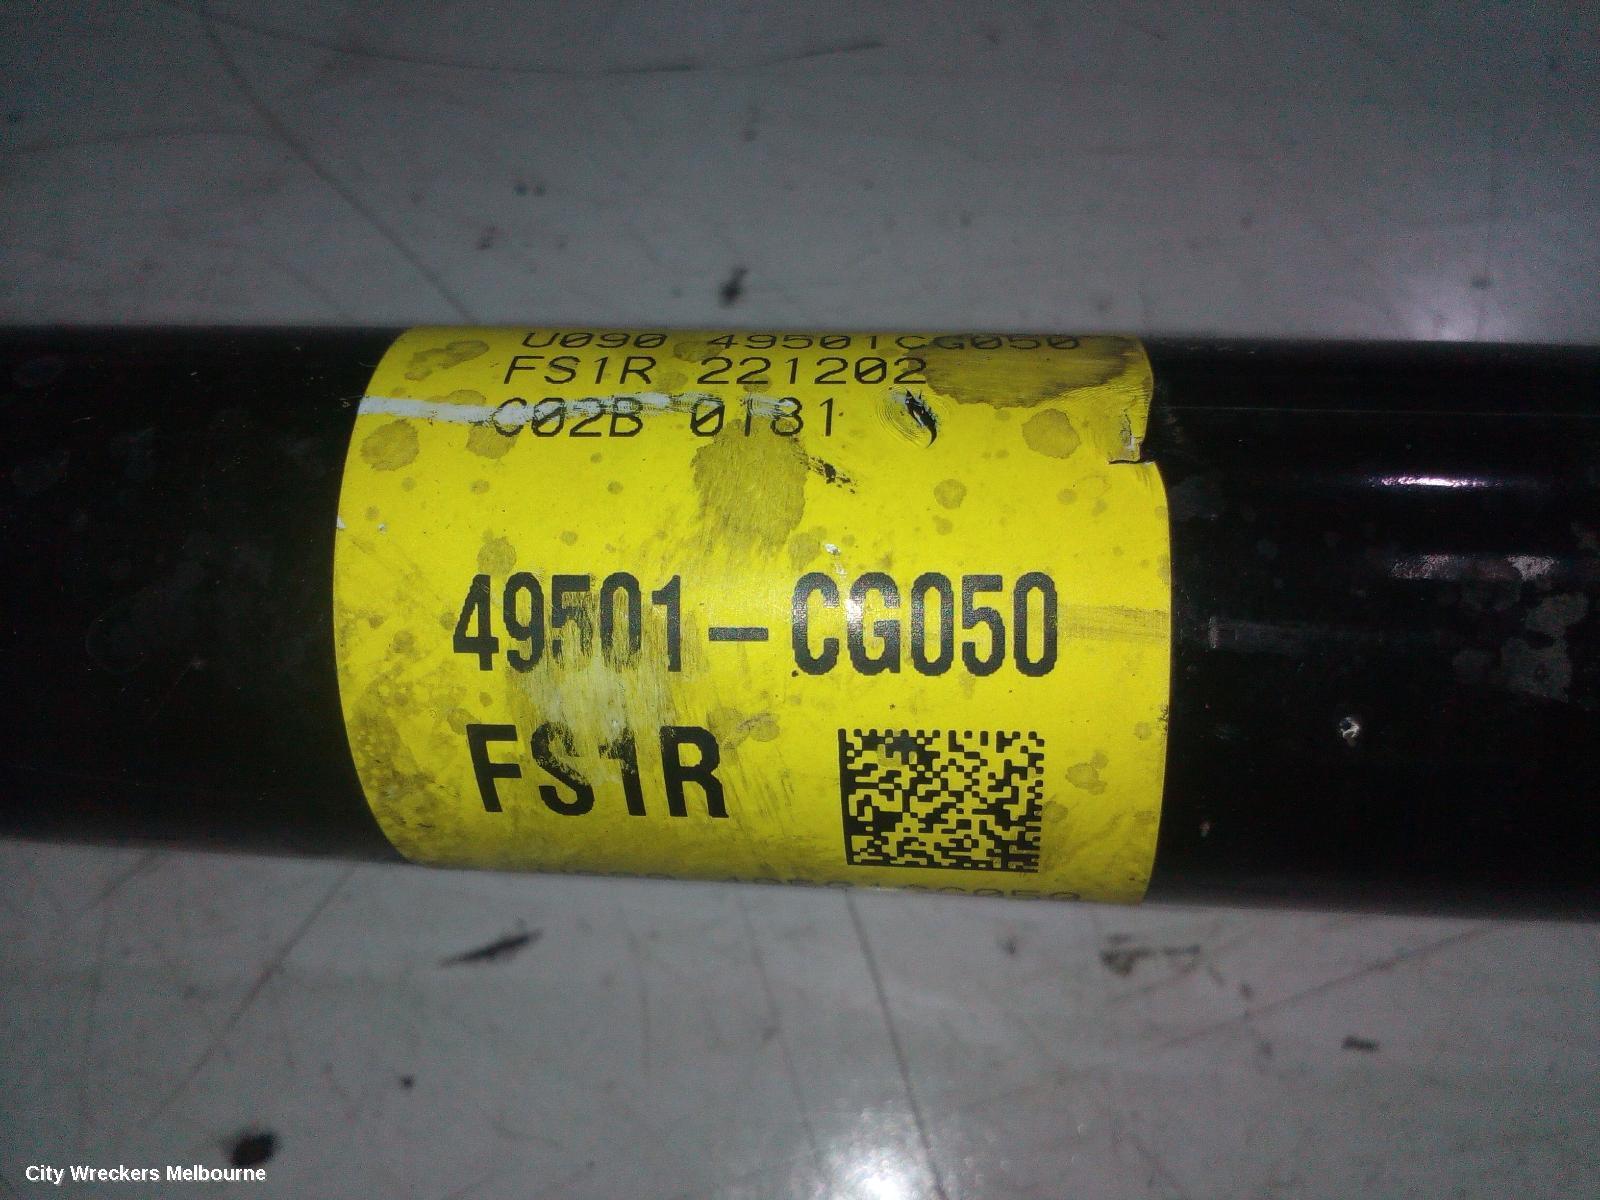 U090 49501CG050
FS1R 221202
C02B 0181
49501-CG050
FS1R
City Wreckers Melbourne